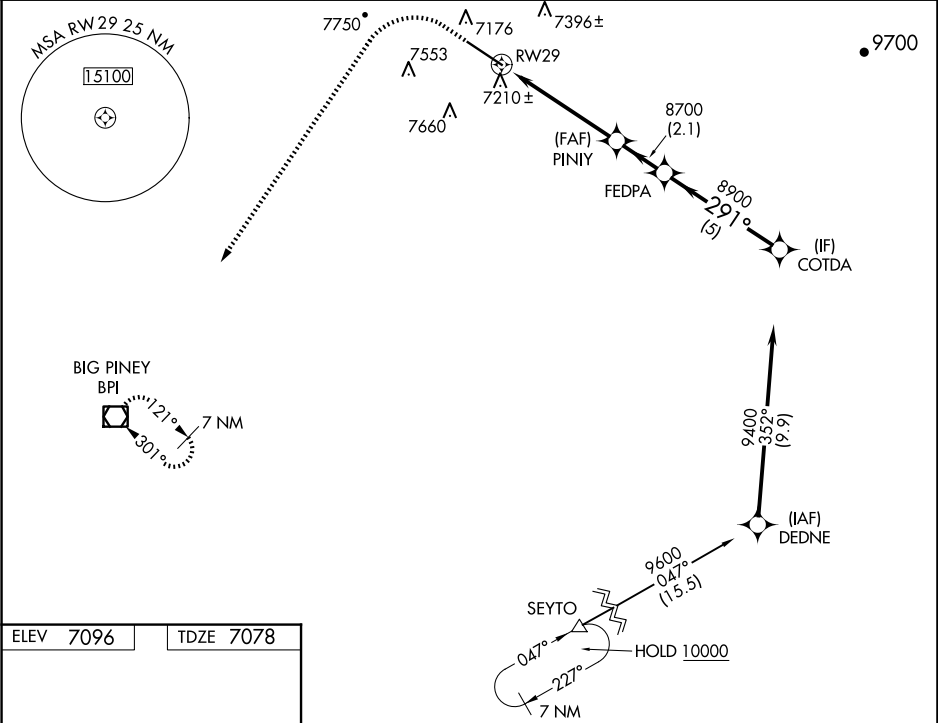 MSA RW29 25 NM
15100
7750
7176
7396±
7553
RW29
7210±
7660
9700
8700
(2.1)
(FAF)
PINIY
FEDPA
8900
291°
(5)
(IF)
COTDA
BIG PINEY
BPI
121°
7 NM
301°
9400
352°
(9.9)
(IAF)
DEDNE
9600
047°
(15.5)
SEYTO
047°
HOLD 10000
227°
7 NM
ELEV 7096
TDZE 7078